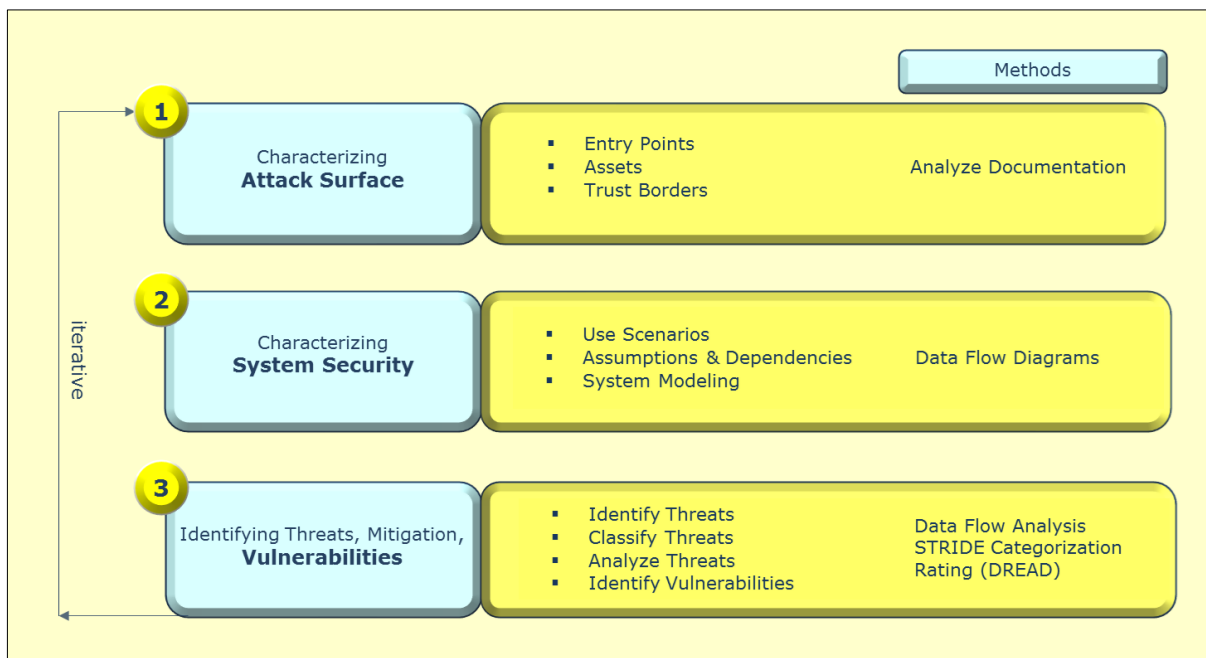 Methods
1
Characterizing
Attack Surface
▪ Entry Points
▪ Assets
▪ Trust Borders
Analyze Documentation
iterative
2
Characterizing
System Security
▪ Use Scenarios
▪ Assumptions & Dependencies
▪ System Modeling
Data Flow Diagrams
3
Identifying Threats, Mitigation,
Vulnerabilities
▪ Identify Threats
▪ Classify Threats
▪ Analyze Threats
▪ Identify Vulnerabilities
Data Flow Analysis
STRIDE Categorization
Rating (DREAD)